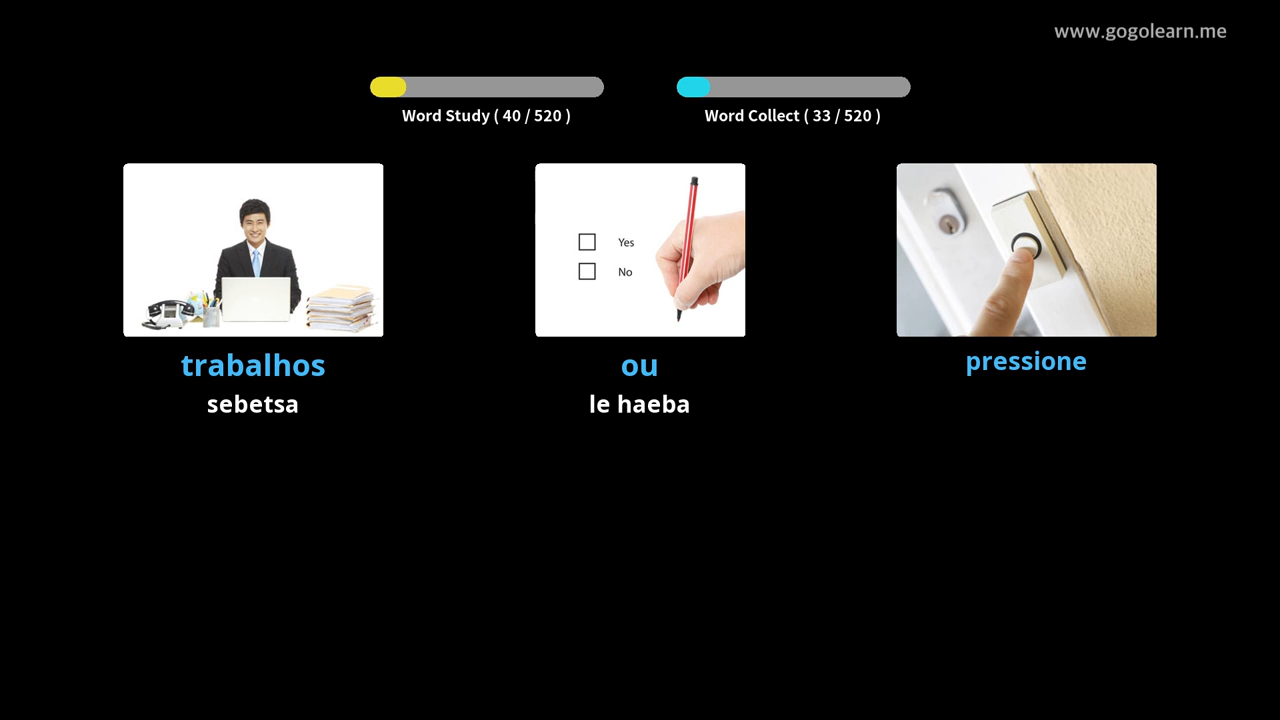 www.gogolearn.me
Word Study ( 40 / 520 )
Word Collect ( 33 / 520 )
Yes
No
trabalhos
sebetsa
ou
le haeba
pressione